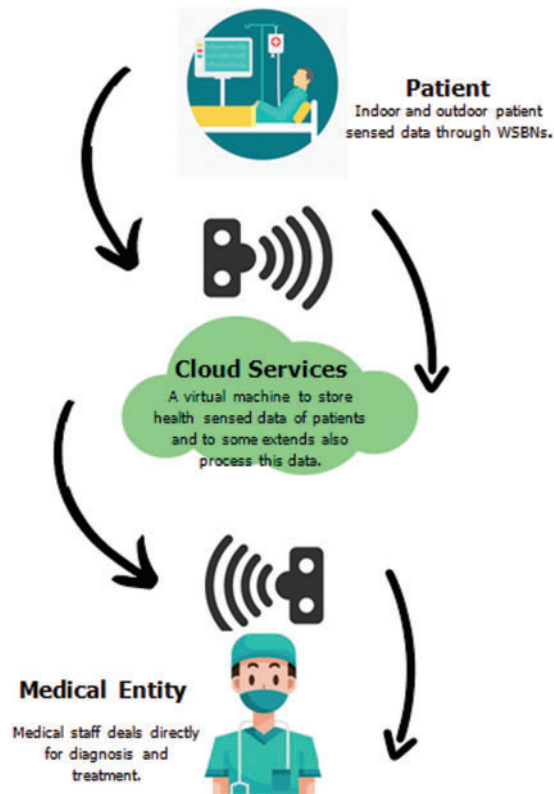 Patient
Indoor and outdoor patient
sensed data through WSBNs.
Cloud Services
A virtual machine to store
health sensed data of patients
and to some extends also
process this data.
Medical Entity
Medical staff deals directly
for diagnosis and
treatment.